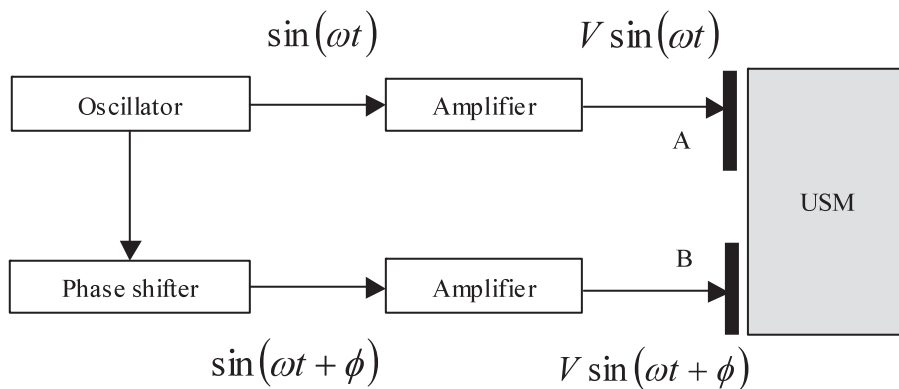 sin(ωt)
V sin(ωt)
Oscillator
Amplifier
A
USM
B
Phase shifter
Amplifier
sin(ωt + ϕ)
V sin(ωt + ϕ)